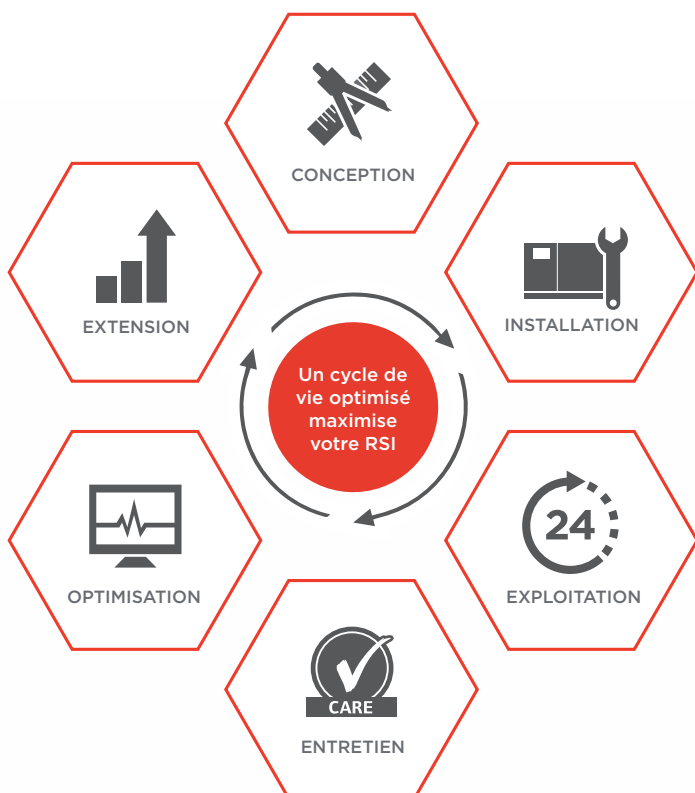 CONCEPTION
EXTENSION
INSTALLATION
Un cycle de
vie optimisé
maximise
votre RSI
24
OPTIMISATION
EXPLOITATION
CARE
ENTRETIEN